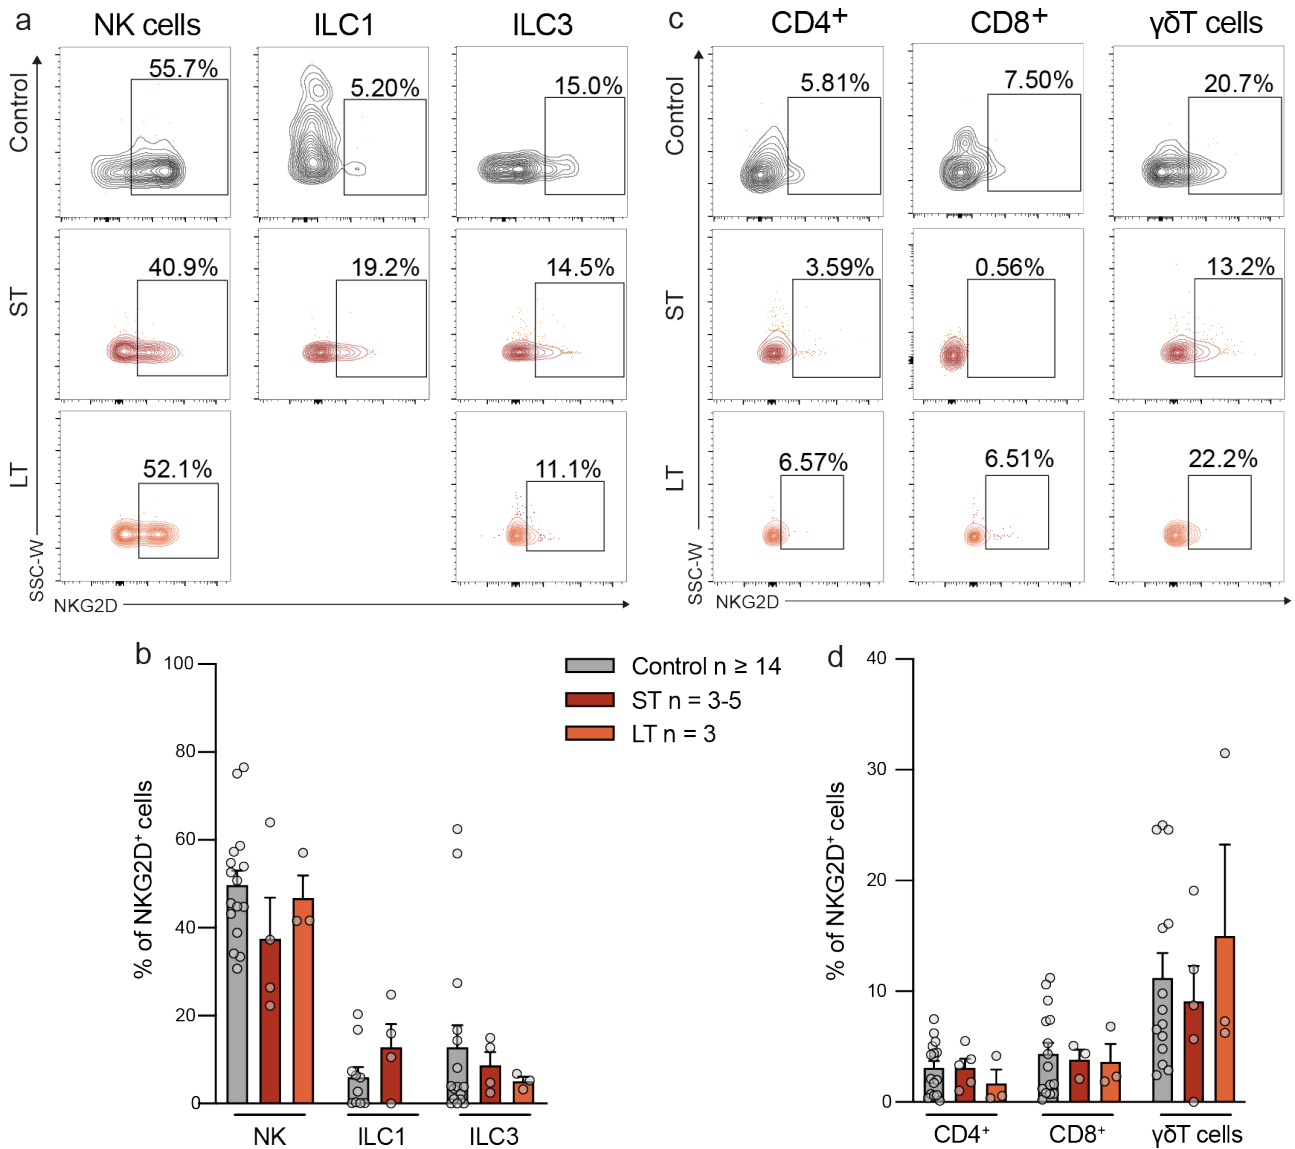 a
NK cells
ILC1
ILC3
Control
55.7%
5.20%
15.0%
ST
40.9%
19.2%
14.5%
LT
52.1%
11.1%
SSC-W
NKG2D
c
CD4+
CD8+
γδT cells
Control
5.81%
7.50%
20.7%
ST
3.59%
0.56%
13.2%
LT
6.57%
6.51%
22.2%
SSC-W
NKG2D
b
% of NKG2D+ cells
100
80
60
40
20
0
NK
ILC1
ILC3
Control n ≥ 14
ST n = 3-5
LT n = 3
d
% of NKG2D+ cells
40
30
20
10
0
CD4+
CD8+
γδT cells